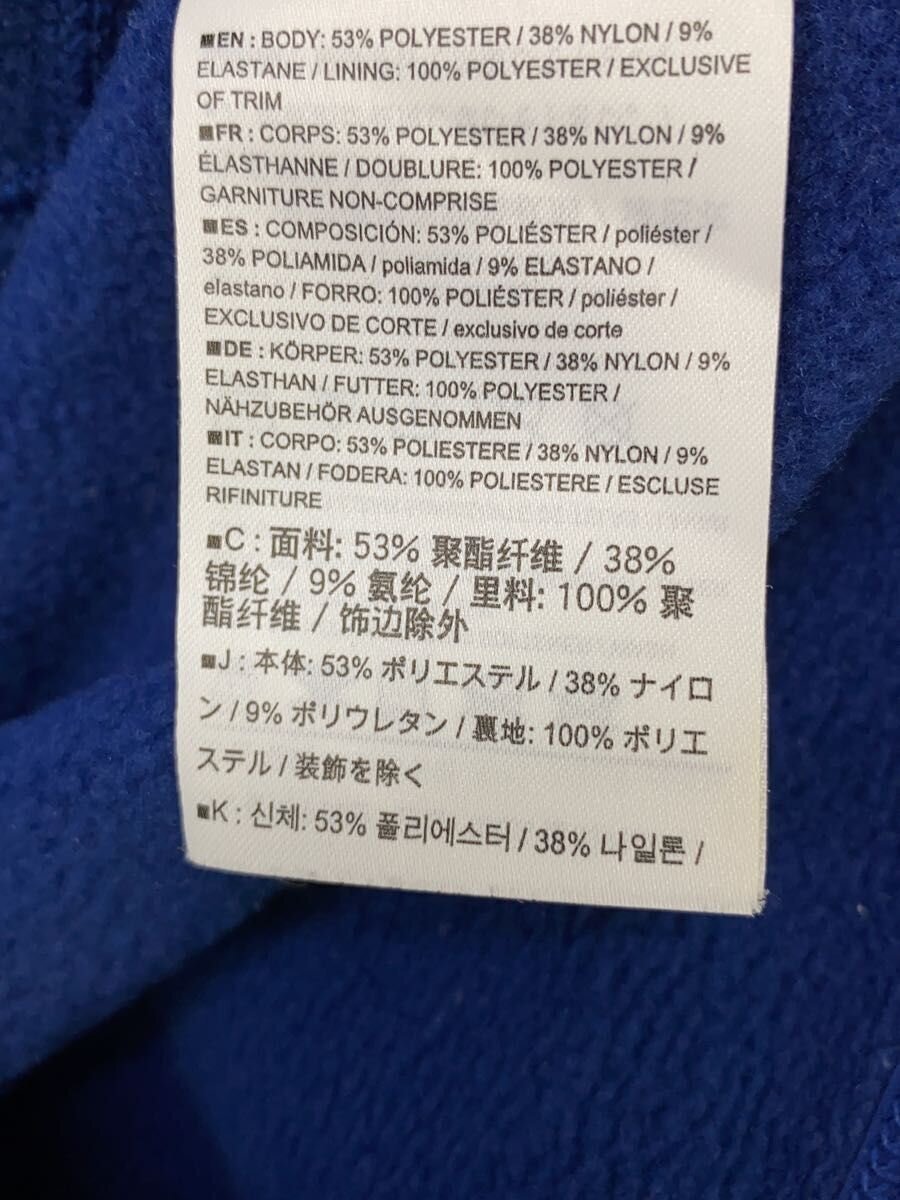 ■EN : BODY: 53% POLYESTER / 38% NYLON / 9%
ELASTANE / LINING: 100% POLYESTER / EXCLUSIVE
OF TRIM
■FR : CORPS: 53% POLYESTER / 38% NYLON / 9%
ÉLASTHANNE / DOUBLURE: 100% POLYESTER /
GARNITURE NON-COMPRISE
■ES : COMPOSICIÓN: 53% POLIÉSTER / poliéster /
38% POLIAMIDA / poliamida / 9% ELASTANO /
elastano / FORRO: 100% POLIÉSTER / poliéster /
EXCLUSIVO DE CORTE / exclusivo de corte
■DE : KÖRPER: 53% POLYESTER / 38% NYLON / 9%
ELASTHAN / FUTTER: 100% POLYESTER /
NÄHZUBEHÖR AUSGENOMMEN
■IT : CORPO: 53% POLIESTERE / 38% NYLON / 9%
ELASTAN / FODERA: 100% POLIESTERE / ESCLUSE
RIFINITURE
■C : 面料: 53% 聚酯纤维 / 38%
锦纶 / 9% 氨纶 / 里料: 100% 聚
酯纤维 / 饰边除外
■J : 本体: 53% ポリエステル / 38% ナイロ
ン / 9% ポリウレタン / 裏地: 100% ポリエ
ステル / 装飾を除く
■K : 신체: 53% 폴리에스터 / 38% 나일론 /